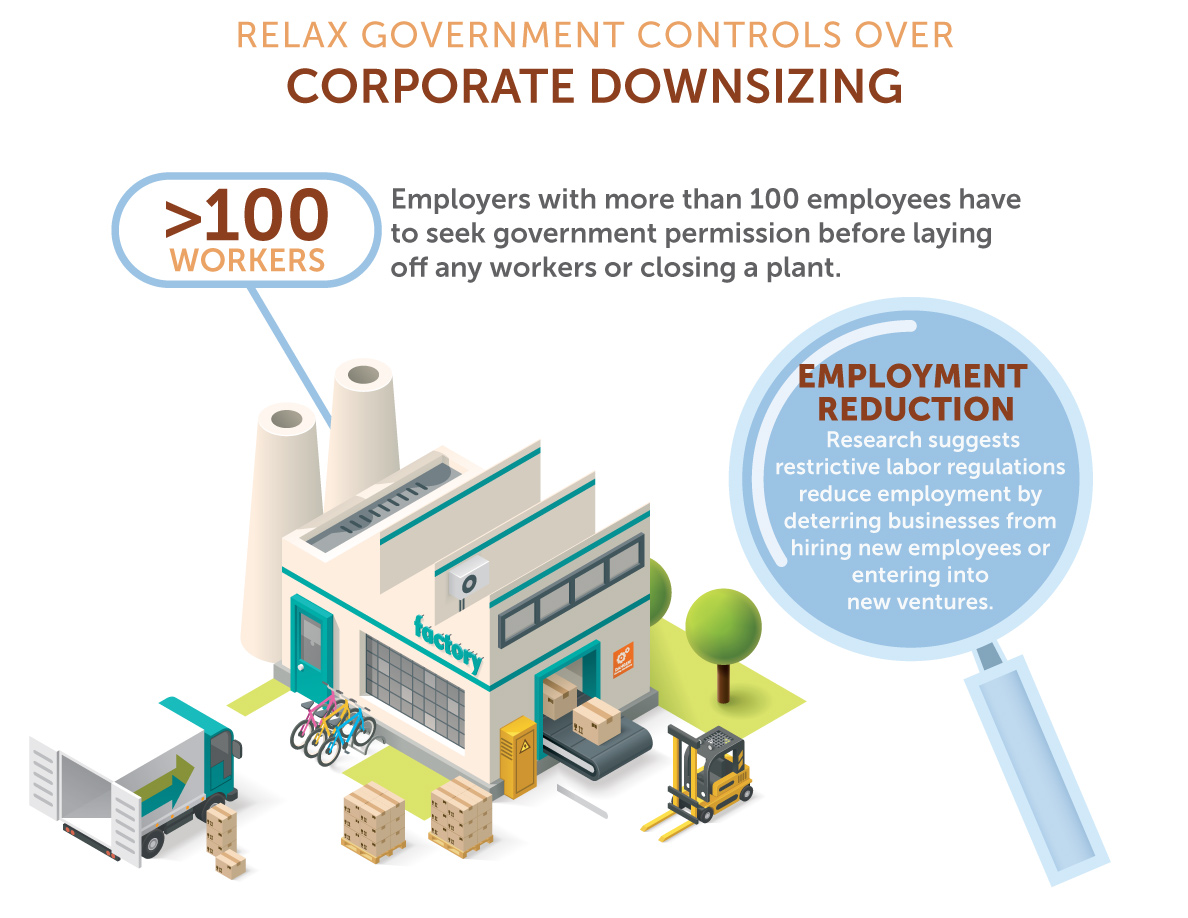 RELAX GOVERNMENT CONTROLS OVER
CORPORATE DOWNSIZING
>100
WORKERS
Employers with more than 100 employees have
to seek government permission before laying
off any workers or closing a plant.
EMPLOYMENT
REDUCTION
Research suggests
restrictive labor regulations
reduce employment by
deterring businesses from
hiring new employees or
entering into
new ventures.
factory